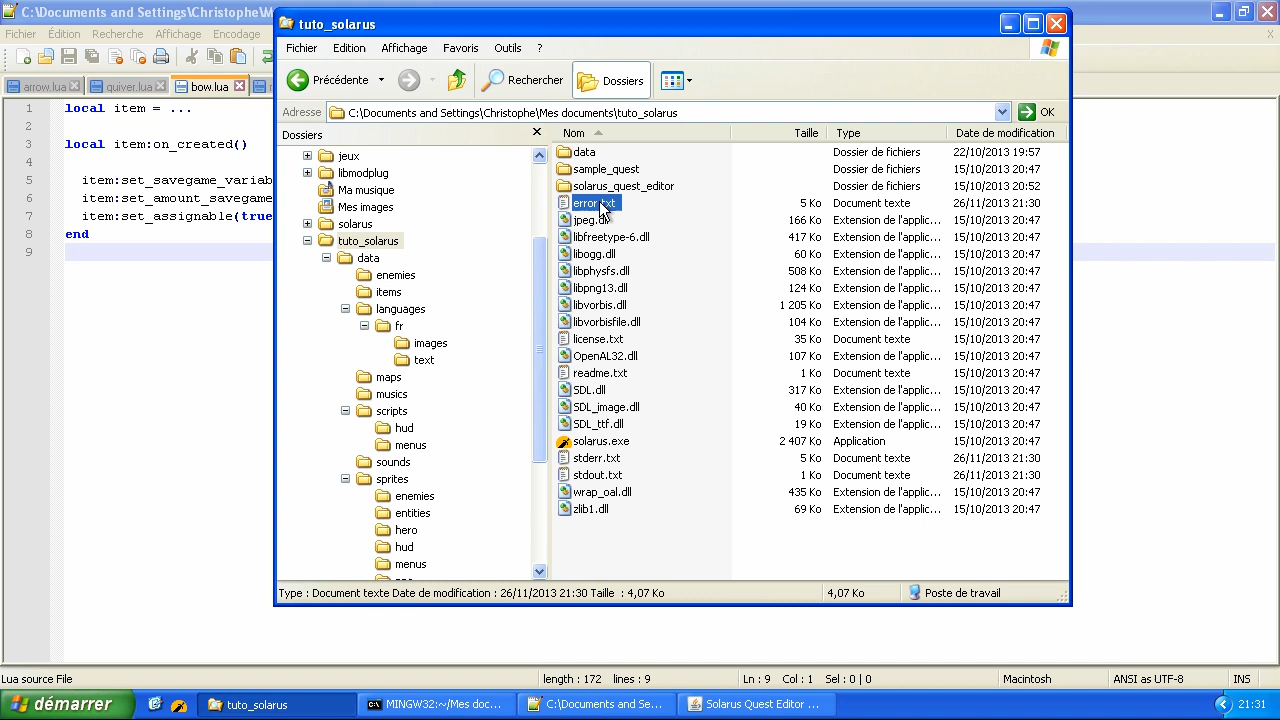 C:\Documents and Settings\Christophe\M
tuto_solarus
Fichier Édition Recherche Affichage Encodage
Fichier Affichage Favoris Outils ?
Précédente Rechercher Dossiers
arrow.lua quiver.lua bow.lua
Adresse C:\Documents and Settings\Christophe\Mes documents\tuto_solarus OK
Dossiers
Nom Taille Type Date de modification
1 local item = ...
2
3 local item:on_created()
4
5 item:set_savegame_variab
6 item:set_amount_savegame
7 item:set_assignable(true
8 end
9
jeux
libmodplug
Ma musique
Mes images
solarus
tuto_solarus
data
enemies
items
languages
fr
images
text
maps
musics
scripts
hud
menus
sounds
sprites
enemies
entities
hero
hud
menus
data Dossier de fichiers 22/10/2013 19:57
sample_quest Dossier de fichiers 15/10/2013 20:47
solarus_quest_editor Dossier de fichiers 15/10/2013 20:52
error.txt 5 Ko Document texte 26/11/2013 21:30
jpeg.dll 166 Ko Extension de l'applic... 15/10/2013 20:47
libfreetype-6.dll 417 Ko Extension de l'applic... 15/10/2013 20:47
libogg.dll 60 Ko Extension de l'applic... 15/10/2013 20:47
libphysfs.dll 508 Ko Extension de l'applic... 15/10/2013 20:47
libpng13.dll 124 Ko Extension de l'applic... 15/10/2013 20:47
libvorbis.dll 1 205 Ko Extension de l'applic... 15/10/2013 20:47
libvorbisfile.dll 104 Ko Extension de l'applic... 15/10/2013 20:47
license.txt 35 Ko Document texte 15/10/2013 20:47
OpenAL32.dll 107 Ko Extension de l'applic... 15/10/2013 20:47
readme.txt 1 Ko Document texte 15/10/2013 20:47
SDL.dll 317 Ko Extension de l'applic... 15/10/2013 20:47
SDL_image.dll 40 Ko Extension de l'applic... 15/10/2013 20:47
SDL_ttf.dll 19 Ko Extension de l'applic... 15/10/2013 20:47
solarus.exe 2 407 Ko Application 15/10/2013 20:47
stderr.txt 5 Ko Document texte 26/11/2013 21:30
stdout.txt 1 Ko Document texte 26/11/2013 21:30
wrap_oal.dll 435 Ko Extension de l'applic... 15/10/2013 20:47
zlib1.dll 69 Ko Extension de l'applic... 15/10/2013 20:47
Type : Document texte Date de modification : 26/11/2013 21:30 Taille : 4,07 Ko 4,07 Ko Poste de travail
Lua source File length : 172 lines : 9 Ln : 9 Col : 1 Sel : 0 | 0 Macintosh ANSI as UTF-8 INS
démarrer tuto_solarus MINGW32:~/Mes doc... C:\Documents and Se... Solarus Quest Editor ... 21:31